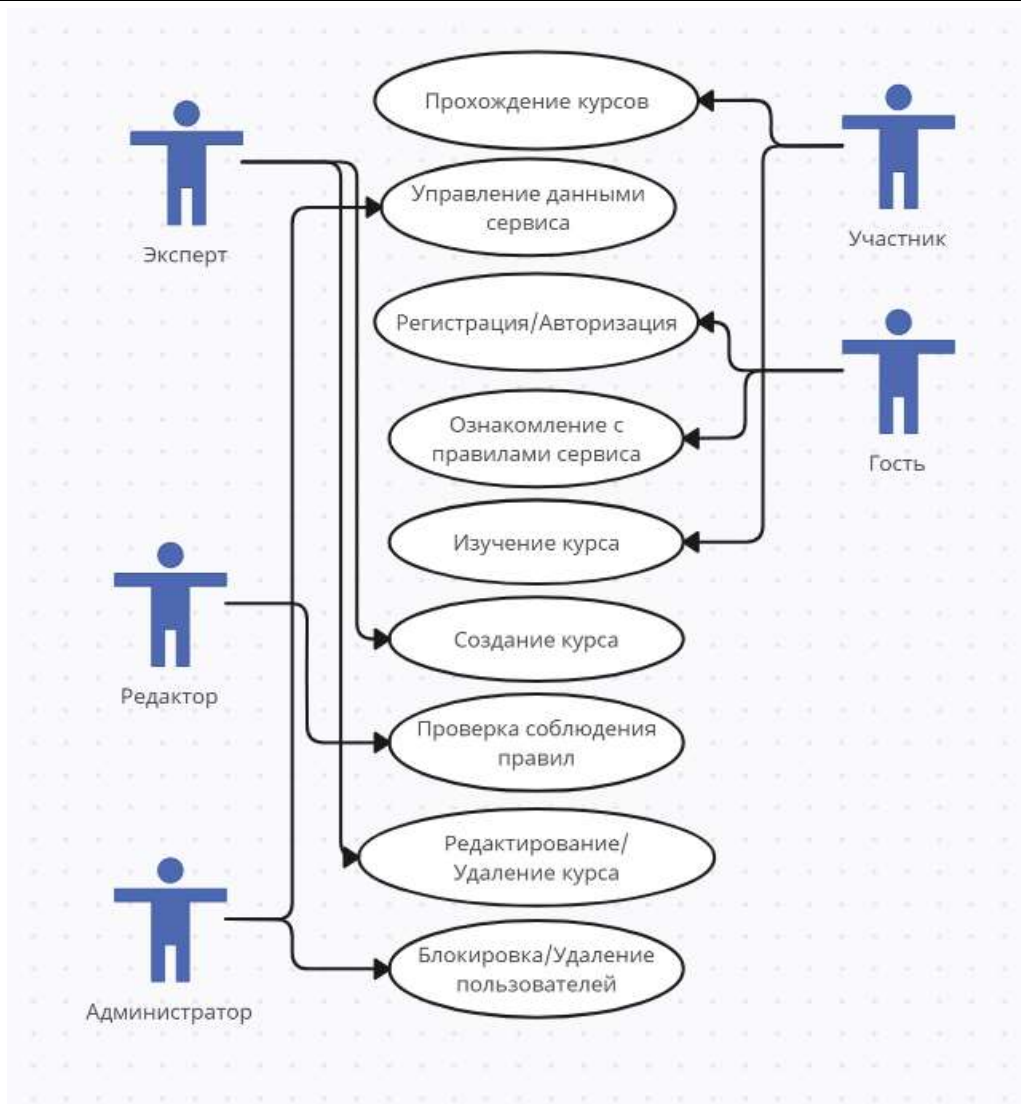 Прохождение курсов
Управление данными
сервиса
Эксперт
Участник
Регистрация/Авторизация
Ознакомление с
правилами сервиса
Гость
Изучение курса
Создание курса
Редактор
Проверка соблюдения
правил
Редактирование/
Удаление курса
Блокировка/Удаление
пользователей
Администратор